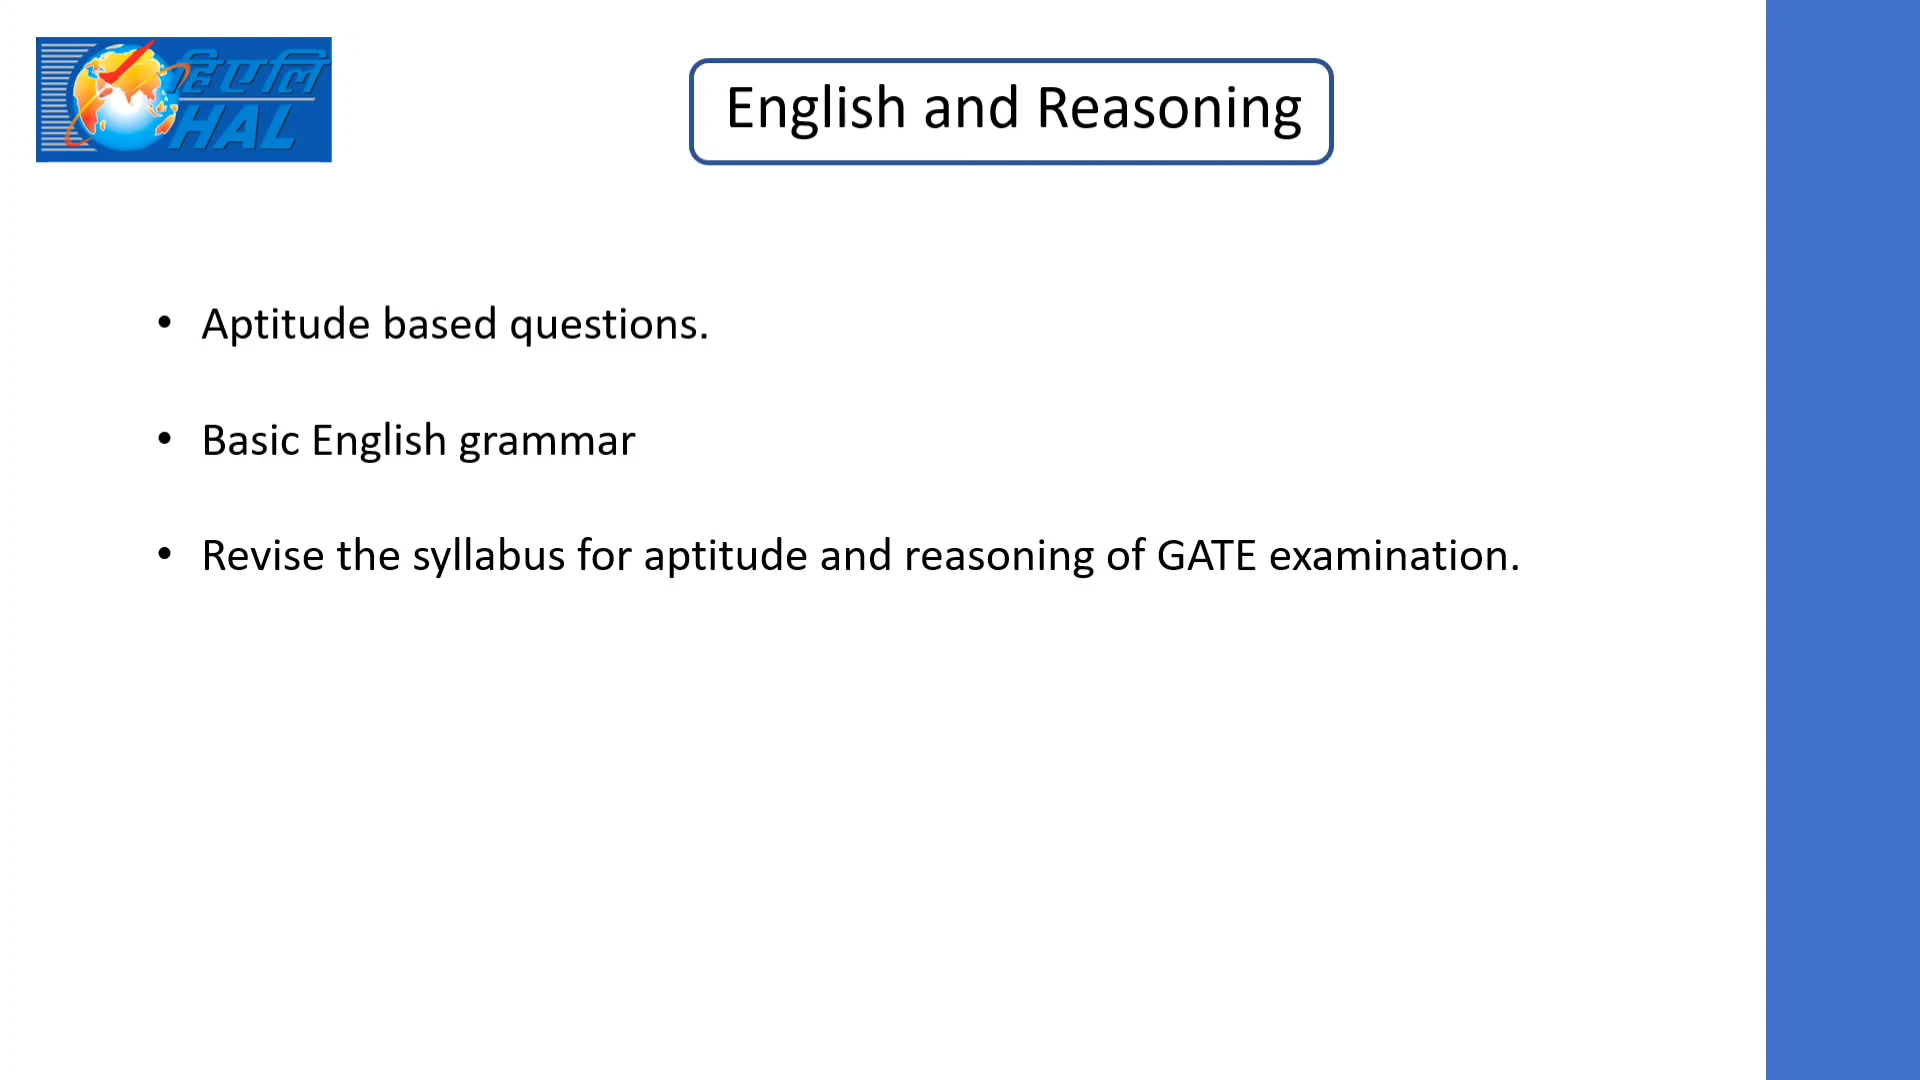 हिएलि
HAL
English and Reasoning
• Aptitude based questions.
• Basic English grammar
• Revise the syllabus for aptitude and reasoning of GATE examination.